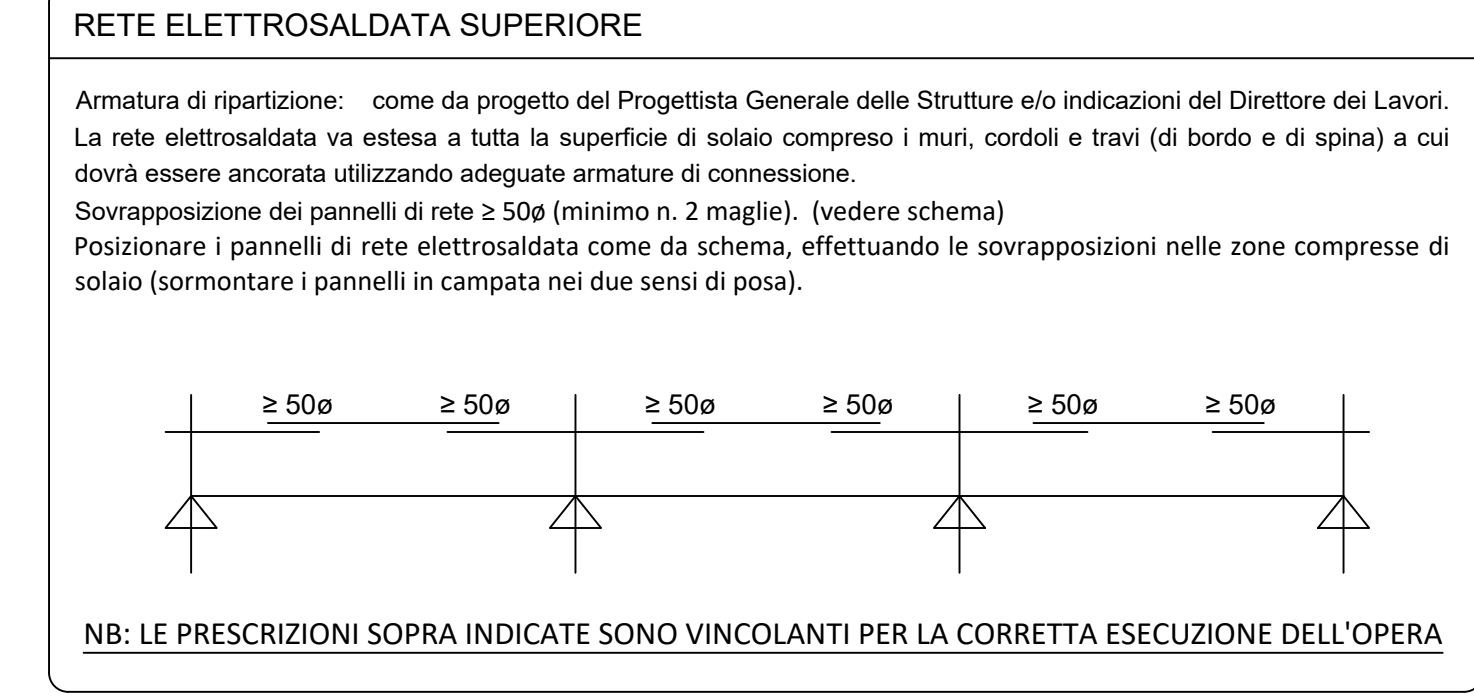 RETE ELETTROSALDATA SUPERIORE
Armatura di ripartizione: come da progetto del Progettista Generale delle Strutture e/o indicazioni del Direttore dei Lavori.
La rete elettrosaldata va estesa a tutta la superficie di solaio compreso i muri, cordoli e travi (di bordo e di spina) a cui
dovrà essere ancorata utilizzando adeguate armature di connessione.
Sovrapposizione dei pannelli di rete ≥ 50ø (minimo n. 2 maglie). (vedere schema)
Posizionare i pannelli di rete elettrosaldata come da schema, effettuando le sovrapposizioni nelle zone compresse di
solaio (sormontare i pannelli in campata nei due sensi di posa).
≥ 50ø ≥ 50ø ≥ 50ø ≥ 50ø ≥ 50ø ≥ 50ø
NB: LE PRESCRIZIONI SOPRA INDICATE SONO VINCOLANTI PER LA CORRETTA ESECUZIONE DELL'OPERA